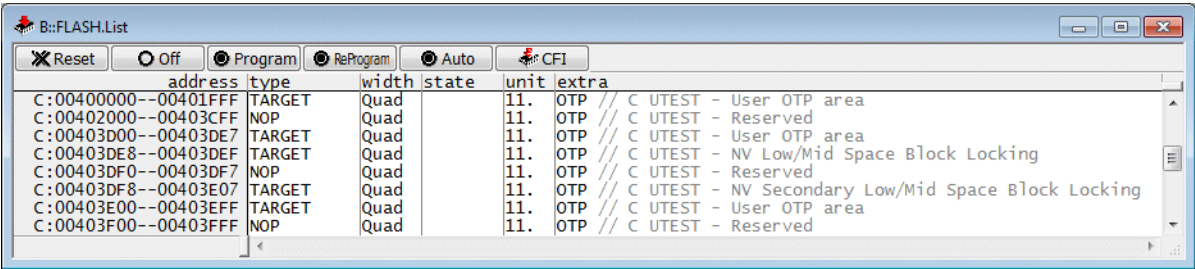 B::FLASH.List
Reset Off Program ReProgram Auto CFI
address type width state unit extra
C:00400000--00401FFF TARGET Quad 11. OTP // C UTEST - User OTP area
C:00402000--00403CFF NOP Quad 11. OTP // C UTEST - Reserved
C:00403D00--00403DE7 TARGET Quad 11. OTP // C UTEST - User OTP area
C:00403DE8--00403DEF TARGET Quad 11. OTP // C UTEST - NV Low/Mid Space Block Locking
C:00403DF0--00403DF7 NOP Quad 11. OTP // C UTEST - Reserved
C:00403DF8--00403E07 TARGET Quad 11. OTP // C UTEST - NV Secondary Low/Mid Space Block Locking
C:00403E00--00403EFF TARGET Quad 11. OTP // C UTEST - User OTP area
C:00403F00--00403FFF NOP Quad 11. OTP // C UTEST - Reserved